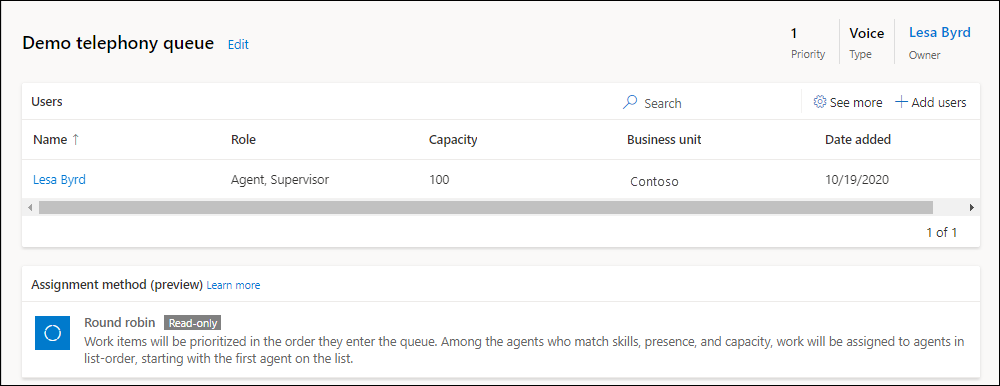 Demo telephony queue Edit
1 Voice Lesa Byrd
Priority Type Owner
Users Search See more Add users
Name ↑ Role Capacity Business unit Date added
Lesa Byrd Agent, Supervisor 100 Contoso 10/19/2020
1 of 1
Assignment method (preview) Learn more
Round robin Read-only
Work items will be prioritized in the order they enter the queue. Among the agents who match skills, presence, and capacity, work will be assigned to agents in
list-order, starting with the first agent on the list.